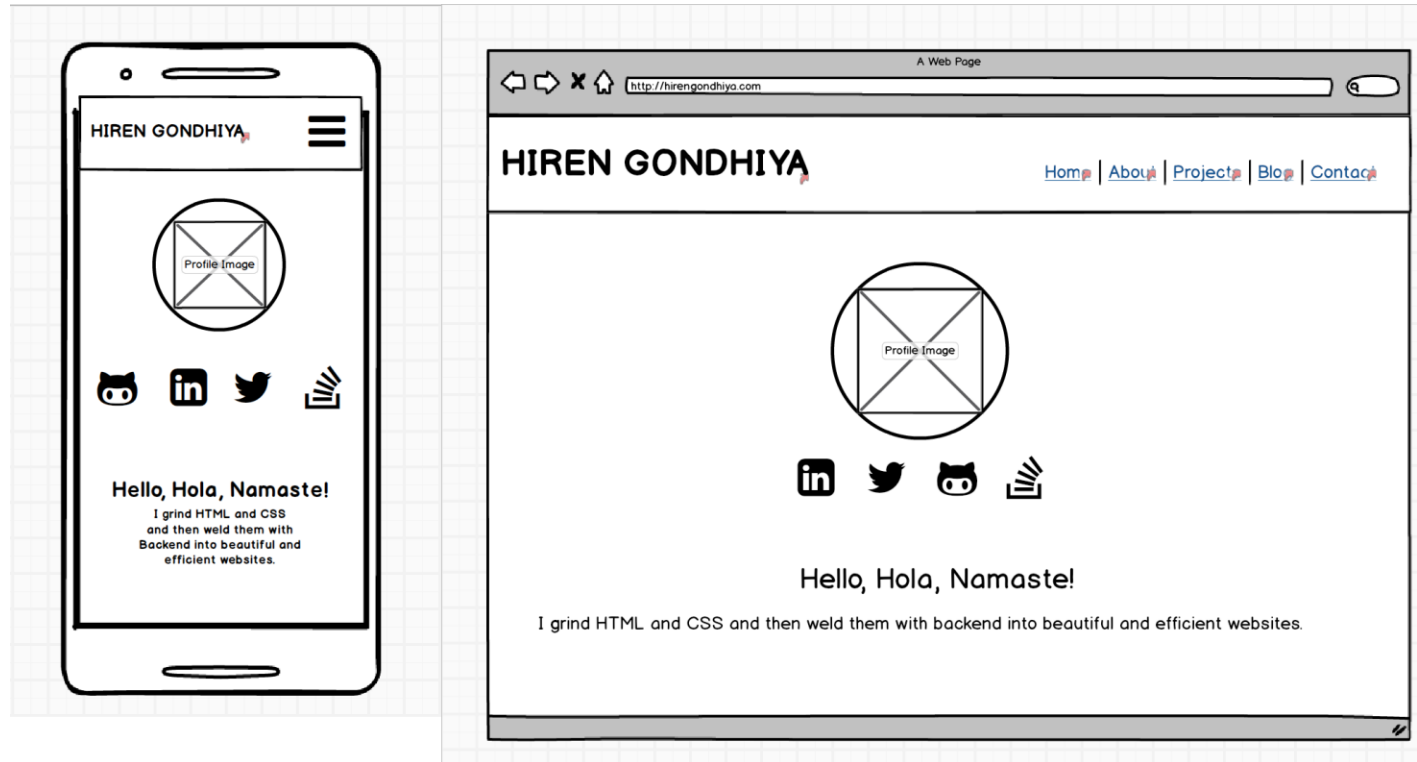 HIREN GONDHIYA
Profile Image
in
Hello, Hola, Namaste!
I grind HTML and CSS
and then weld them with
Backend into beautiful and
efficient websites.
A Web Page
http://hirengondhiya.com
HIREN GONDHIYA
Home | About | Projects | Blog | Contact
Profile Image
in
Hello, Hola, Namaste!
I grind HTML and CSS and then weld them with backend into beautiful and efficient websites.